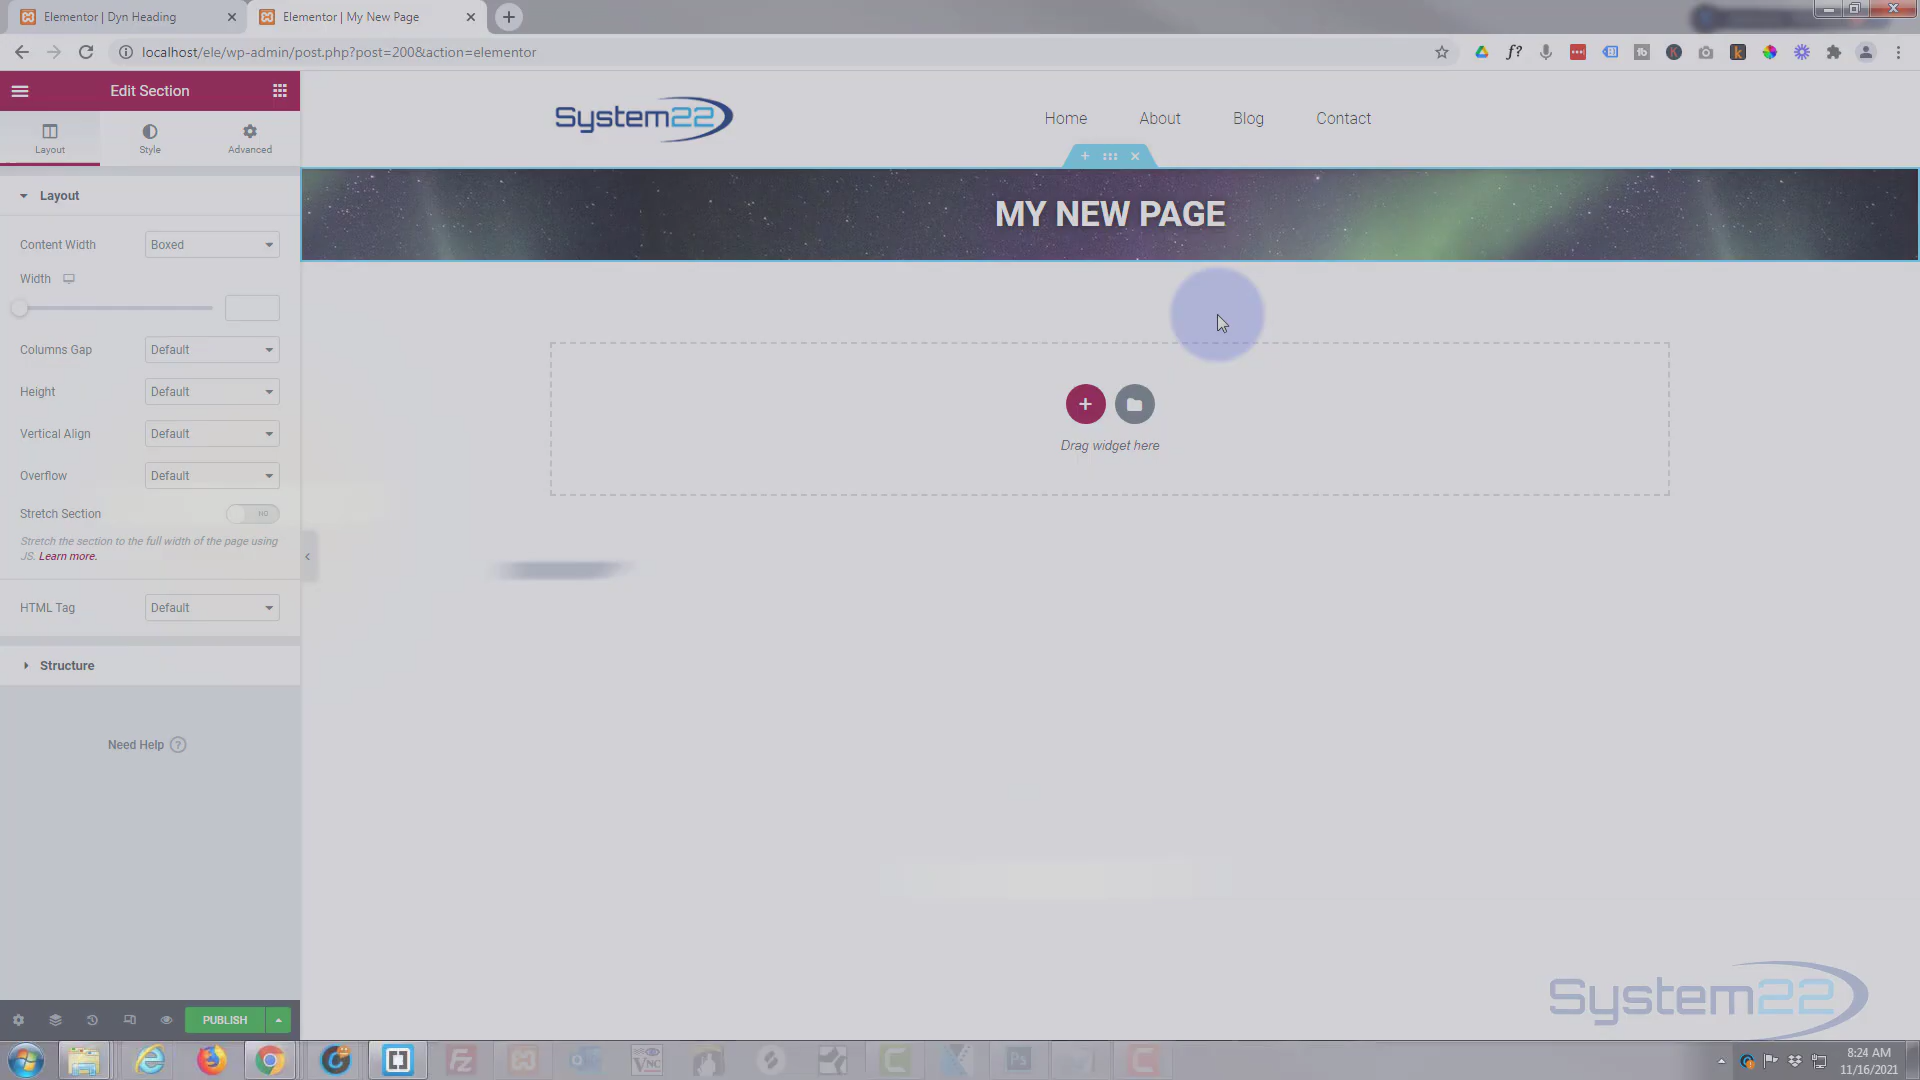 Elementor | Dyn Heading
Elementor | My New Page
localhost/ele/wp-admin/post.php?post=200&action=elementor
Edit Section
Layout
Style
Advanced
Layout
Content Width
Boxed
Width
Columns Gap
Default
Height
Default
Vertical Align
Default
Overflow
Default
Stretch Section
NO
Stretch the section to the full width of the page using
JS. Learn more.
HTML Tag
Default
Structure
Need Help
PUBLISH
System22
Home
About
Blog
Contact
MY NEW PAGE
Drag widget here
System22
8:24 AM
11/16/2021